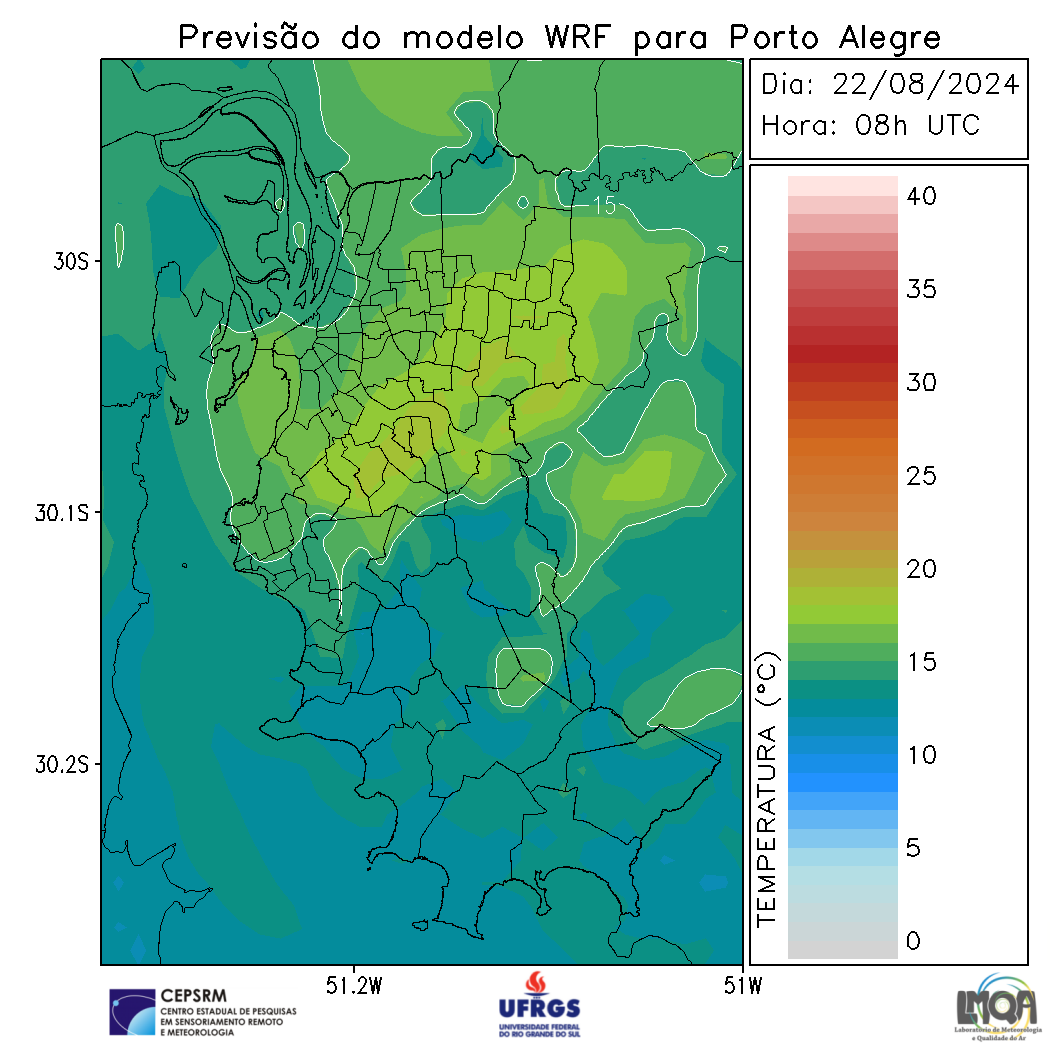 Previsão do modelo WRF para Porto Alegre
Dia: 22/08/2024
Hora: 08h UTC
15
30S
30.1S
30.2S
51.2W
51W
TEMPERATURA (°C)
40
35
30
25
20
15
10
5
0
CEPSRM
CENTRO ESTADUAL DE PESQUISAS
EM SENSORIAMENTO REMOTO
E METEOROLOGIA
UFRGS
UNIVERSIDADE FEDERAL
DO RIO GRANDE DO SUL
LMQA
Laboratório de Meteorologia
e Qualidade do Ar